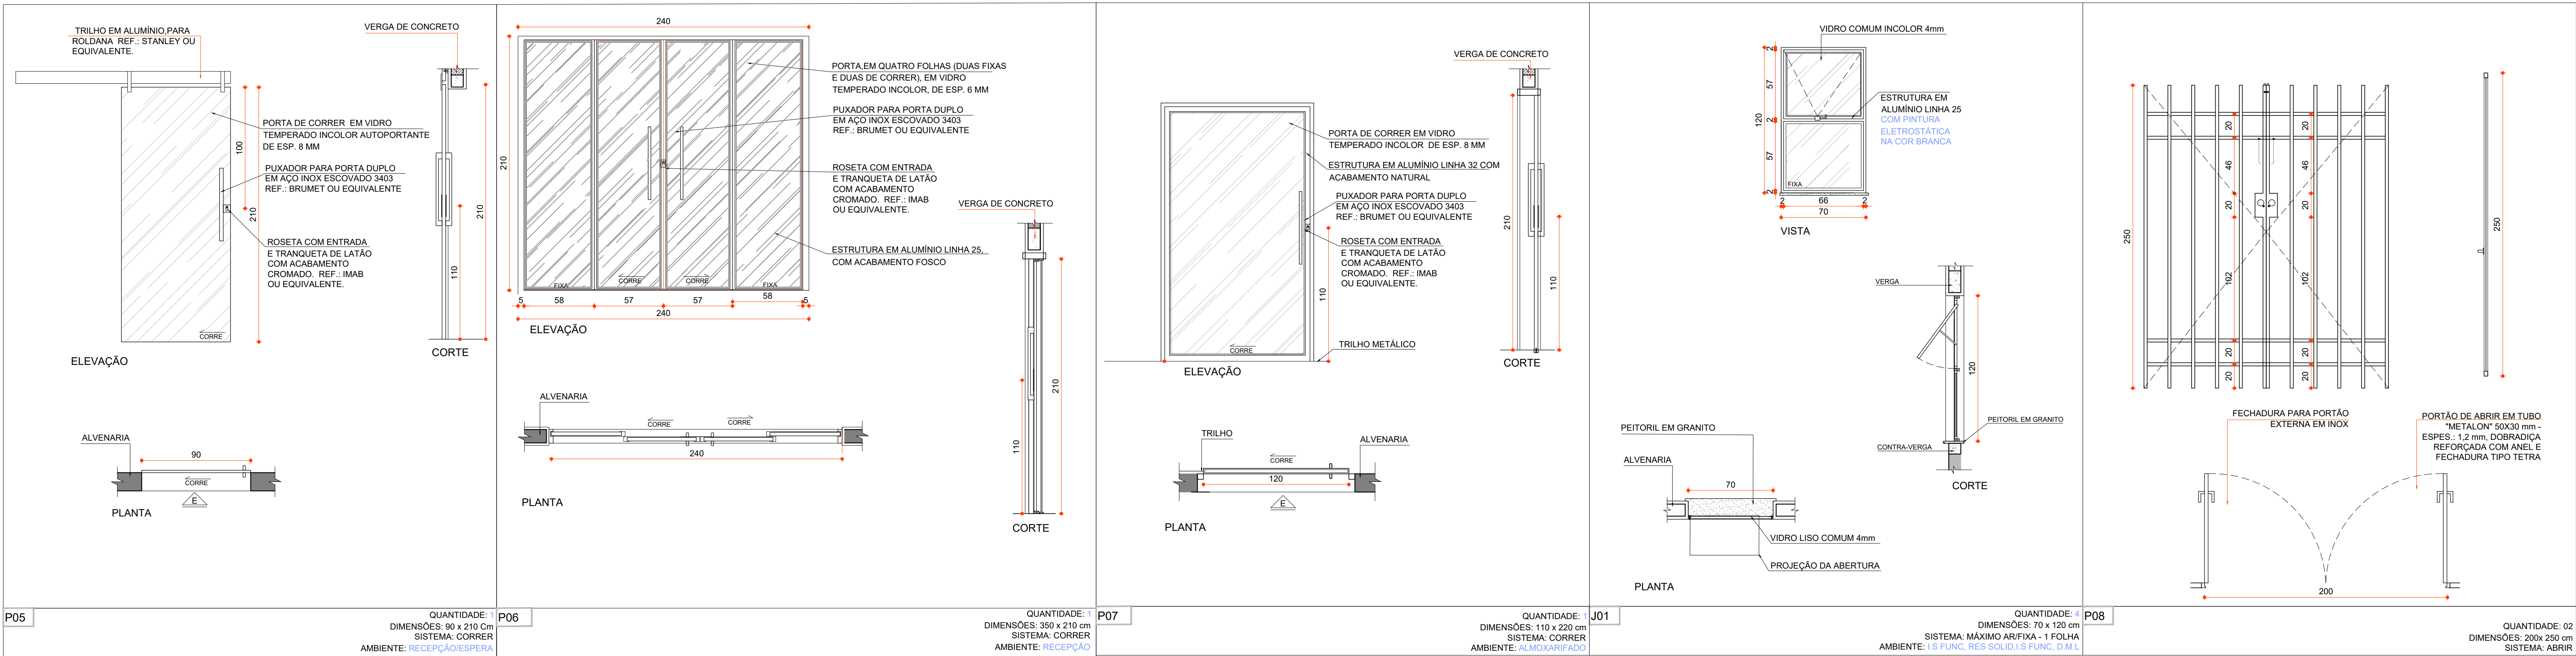 TRILHO EM ALUMÍNIO,PARA
ROLDANA REF.: STANLEY OU
EQUIVALENTE.
VERGA DE CONCRETO
100
210
PORTA DE CORRER EM VIDRO
TEMPERADO INCOLOR AUTOPORTANTE
DE ESP. 8 MM
PUXADOR PARA PORTA DUPLO
EM AÇO INOX ESCOVADO 3403
REF.: BRUMET OU EQUIVALENTE
ROSETA COM ENTRADA
E TRANQUETA DE LATÃO
COM ACABAMENTO
CROMADO. REF.: IMAB
OU EQUIVALENTE.
CORRE
ELEVAÇÃO
210
110
CORTE
ALVENARIA
90
CORRE
E
PLANTA
P05
QUANTIDADE: 1
DIMENSÕES: 90 x 210 Cm
SISTEMA: CORRER
AMBIENTE: RECEPÇÃO/ESPERA
240
210
PORTA,EM QUATRO FOLHAS (DUAS FIXAS
E DUAS DE CORRER), EM VIDRO
TEMPERADO INCOLOR, DE ESP. 6 MM
PUXADOR PARA PORTA DUPLO
EM AÇO INOX ESCOVADO 3403
REF.: BRUMET OU EQUIVALENTE
ROSETA COM ENTRADA
E TRANQUETA DE LATÃO
COM ACABAMENTO
CROMADO. REF.: IMAB
OU EQUIVALENTE.
ESTRUTURA EM ALUMÍNIO LINHA 25,
COM ACABAMENTO FOSCO
FIXA
CORRE
CORRE
FIXA
5 58 57 57 58 5
240
ELEVAÇÃO
VERGA DE CONCRETO
210
110
CORTE
ALVENARIA
CORRE
CORRE
240
PLANTA
P06
QUANTIDADE: 1
DIMENSÕES: 350 x 210 cm
SISTEMA: CORRER
AMBIENTE: RECEPÇÃO
VERGA DE CONCRETO
PORTA DE CORRER EM VIDRO
TEMPERADO INCOLOR DE ESP. 8 MM
ESTRUTURA EM ALUMÍNIO LINHA 32 COM
ACABAMENTO NATURAL
PUXADOR PARA PORTA DUPLO
EM AÇO INOX ESCOVADO 3403
REF.: BRUMET OU EQUIVALENTE
ROSETA COM ENTRADA
E TRANQUETA DE LATÃO
COM ACABAMENTO
CROMADO. REF.: IMAB
OU EQUIVALENTE.
110
TRILHO METÁLICO
CORRE
ELEVAÇÃO
210
110
CORTE
TRILHO
ALVENARIA
CORRE
120
E
PLANTA
P07
QUANTIDADE: 1
DIMENSÕES: 110 x 220 cm
SISTEMA: CORRER
AMBIENTE: ALMOXARIFADO
VIDRO COMUM INCOLOR 4mm
2
57
2
57
2
120
ESTRUTURA EM
ALUMÍNIO LINHA 25
COM PINTURA
ELETROSTÁTICA
NA COR BRANCA
FIXA
2 66 2
70
VISTA
VERGA
120
PEITORIL EM GRANITO
CONTRA-VERGA
CORTE
PEITORIL EM GRANITO
ALVENARIA
70
VIDRO LISO COMUM 4mm
PROJEÇÃO DA ABERTURA
PLANTA
J01
QUANTIDADE: 4
DIMENSÕES: 70 x 120 cm
SISTEMA: MÁXIMO AR/FIXA - 1 FOLHA
AMBIENTE: I.S FUNC, RES SOLID,I.S FUNC, D.M.L
250
20 20
46 46
20 20
102 102
20 20
20 20
250
FECHADURA PARA PORTÃO
EXTERNA EM INOX
PORTÃO DE ABRIR EM TUBO
"METALON" 50X30 mm -
ESPES.: 1,2 mm, DOBRADIÇA
REFORÇADA COM ANEL E
FECHADURA TIPO TETRA
200
P08
QUANTIDADE: 02
DIMENSÕES: 200x 250 cm
SISTEMA: ABRIR